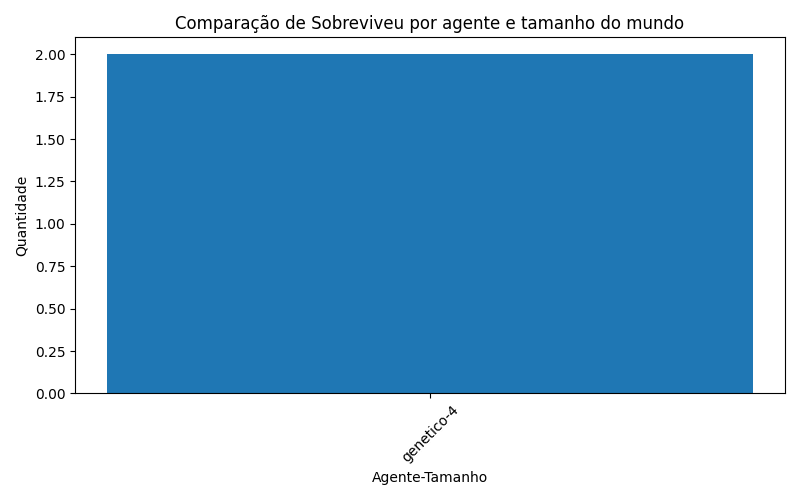 Comparação de Sobreviveu por agente e tamanho do mundo
2.00
1.75
1.50
1.25
1.00
0.75
0.50
0.25
0.00
Quantidade
genetico-4
Agente-Tamanho